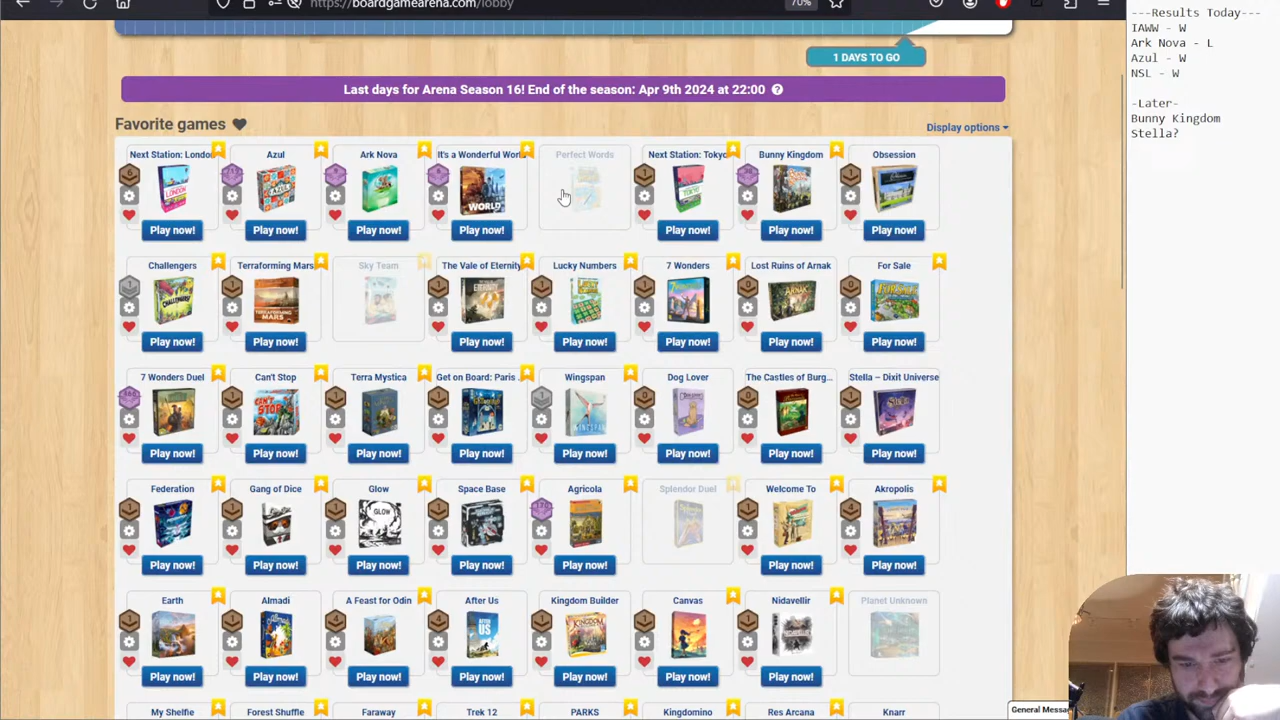 https://boardgamearena.com/lobby
70%
---Results Today---
IAWW - W
Ark Nova - L
Azul - W
NSL - W
-Later-
Bunny Kingdom
Stella?
1 DAYS TO GO
Last days for Arena Season 16! End of the season: Apr 9th 2024 at 22:00 ?
Favorite games
Display options
Next Station: London
Azul
Ark Nova
It's a Wonderful World
Perfect Words
Next Station: Tokyo
Bunny Kingdom
Obsession
Play now!
Play now!
Play now!
Play now!
Play now!
Play now!
Play now!
Challengers
Terraforming Mars
Sky Team
The Vale of Eternity
Lucky Numbers
7 Wonders
Lost Ruins of Arnak
For Sale
Play now!
Play now!
Play now!
Play now!
Play now!
Play now!
Play now!
7 Wonders Duel
Can't Stop
Terra Mystica
Get on Board: Paris ...
Wingspan
Dog Lover
The Castles of Burg...
Stella – Dixit Universe
Play now!
Play now!
Play now!
Play now!
Play now!
Play now!
Play now!
Play now!
Federation
Gang of Dice
Glow
Space Base
Agricola
Splendor Duel
Welcome To
Akropolis
Play now!
Play now!
Play now!
Play now!
Play now!
Play now!
Play now!
Earth
Almadi
A Feast for Odin
After Us
Kingdom Builder
Canvas
Nidavellir
Planet Unknown
Play now!
Play now!
Play now!
Play now!
Play now!
Play now!
Play now!
My Shelfie
Forest Shuffle
Faraway
Trek 12
PARKS
Kingdomino
Res Arcana
Knarr
General Messa